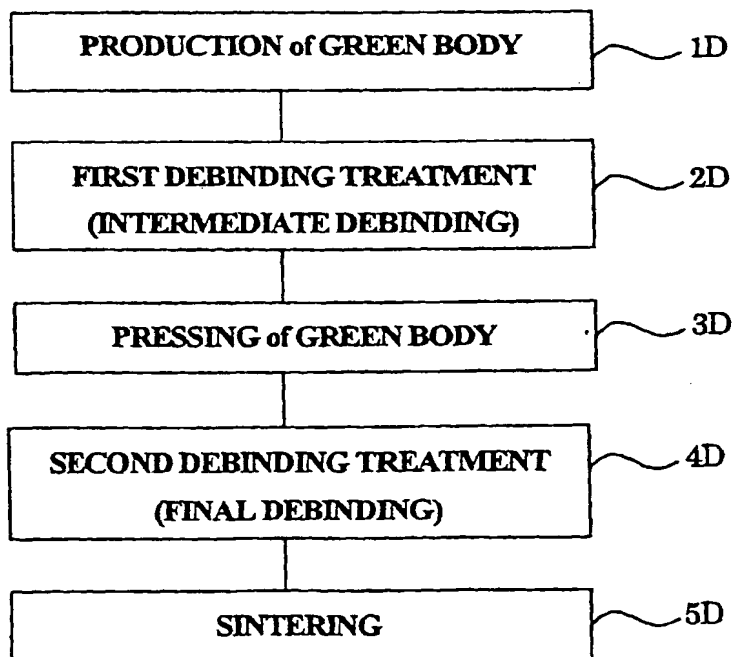 PRODUCTION of GREEN BODY
1D
FIRST DEBINDING TREATMENT
(INTERMEDIATE DEBINDING)
2D
PRESSING of GREEN BODY
3D
SECOND DEBINDING TREATMENT
(FINAL DEBINDING)
4D
SINTERING
5D